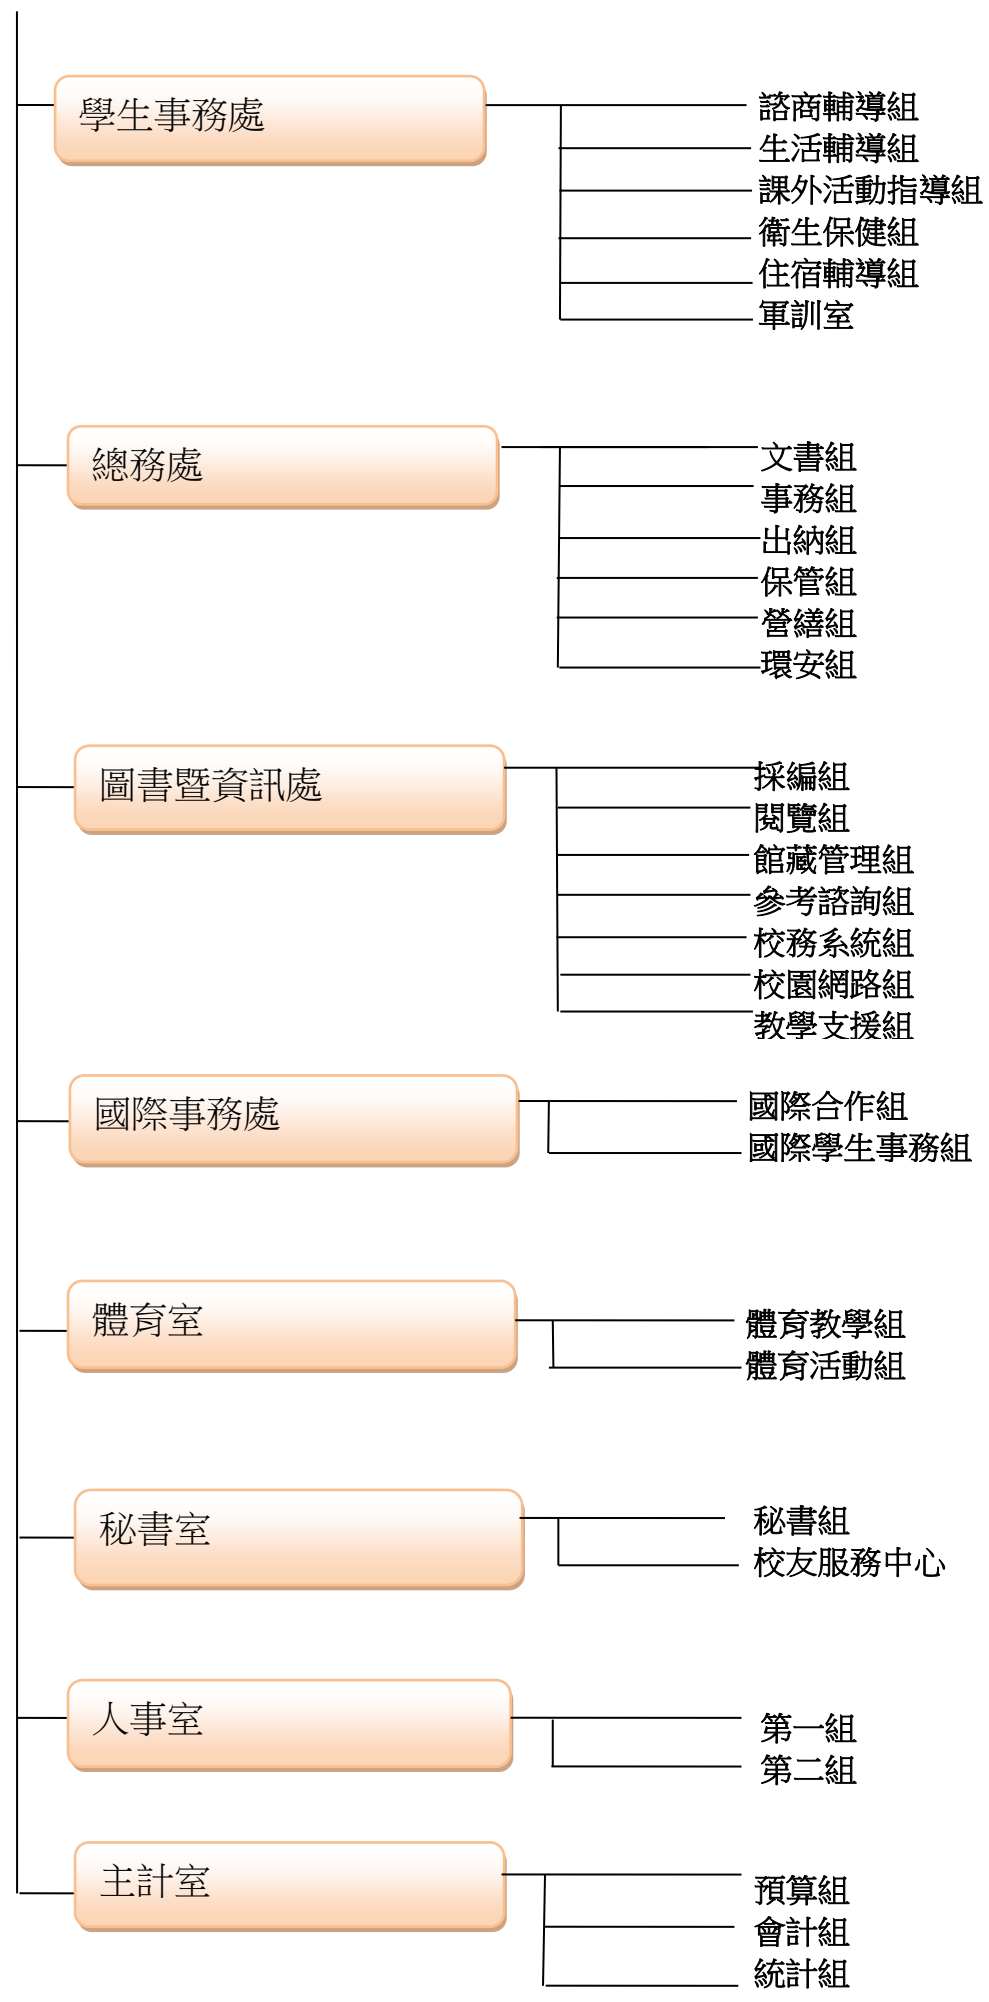 學生事務處
諮商輔導組
生活輔導組
課外活動指導組
衛生保健組
住宿輔導組
軍訓室
總務處
文書組
事務組
出納組
保管組
營繕組
環安組
圖書暨資訊處
採編組
閱覽組
館藏管理組
參考諮詢組
校務系統組
校園網路組
教學支援組
國際事務處
國際合作組
國際學生事務組
體育室
體育教學組
體育活動組
秘書室
秘書組
校友服務中心
人事室
第一組
第二組
主計室
預算組
會計組
統計組